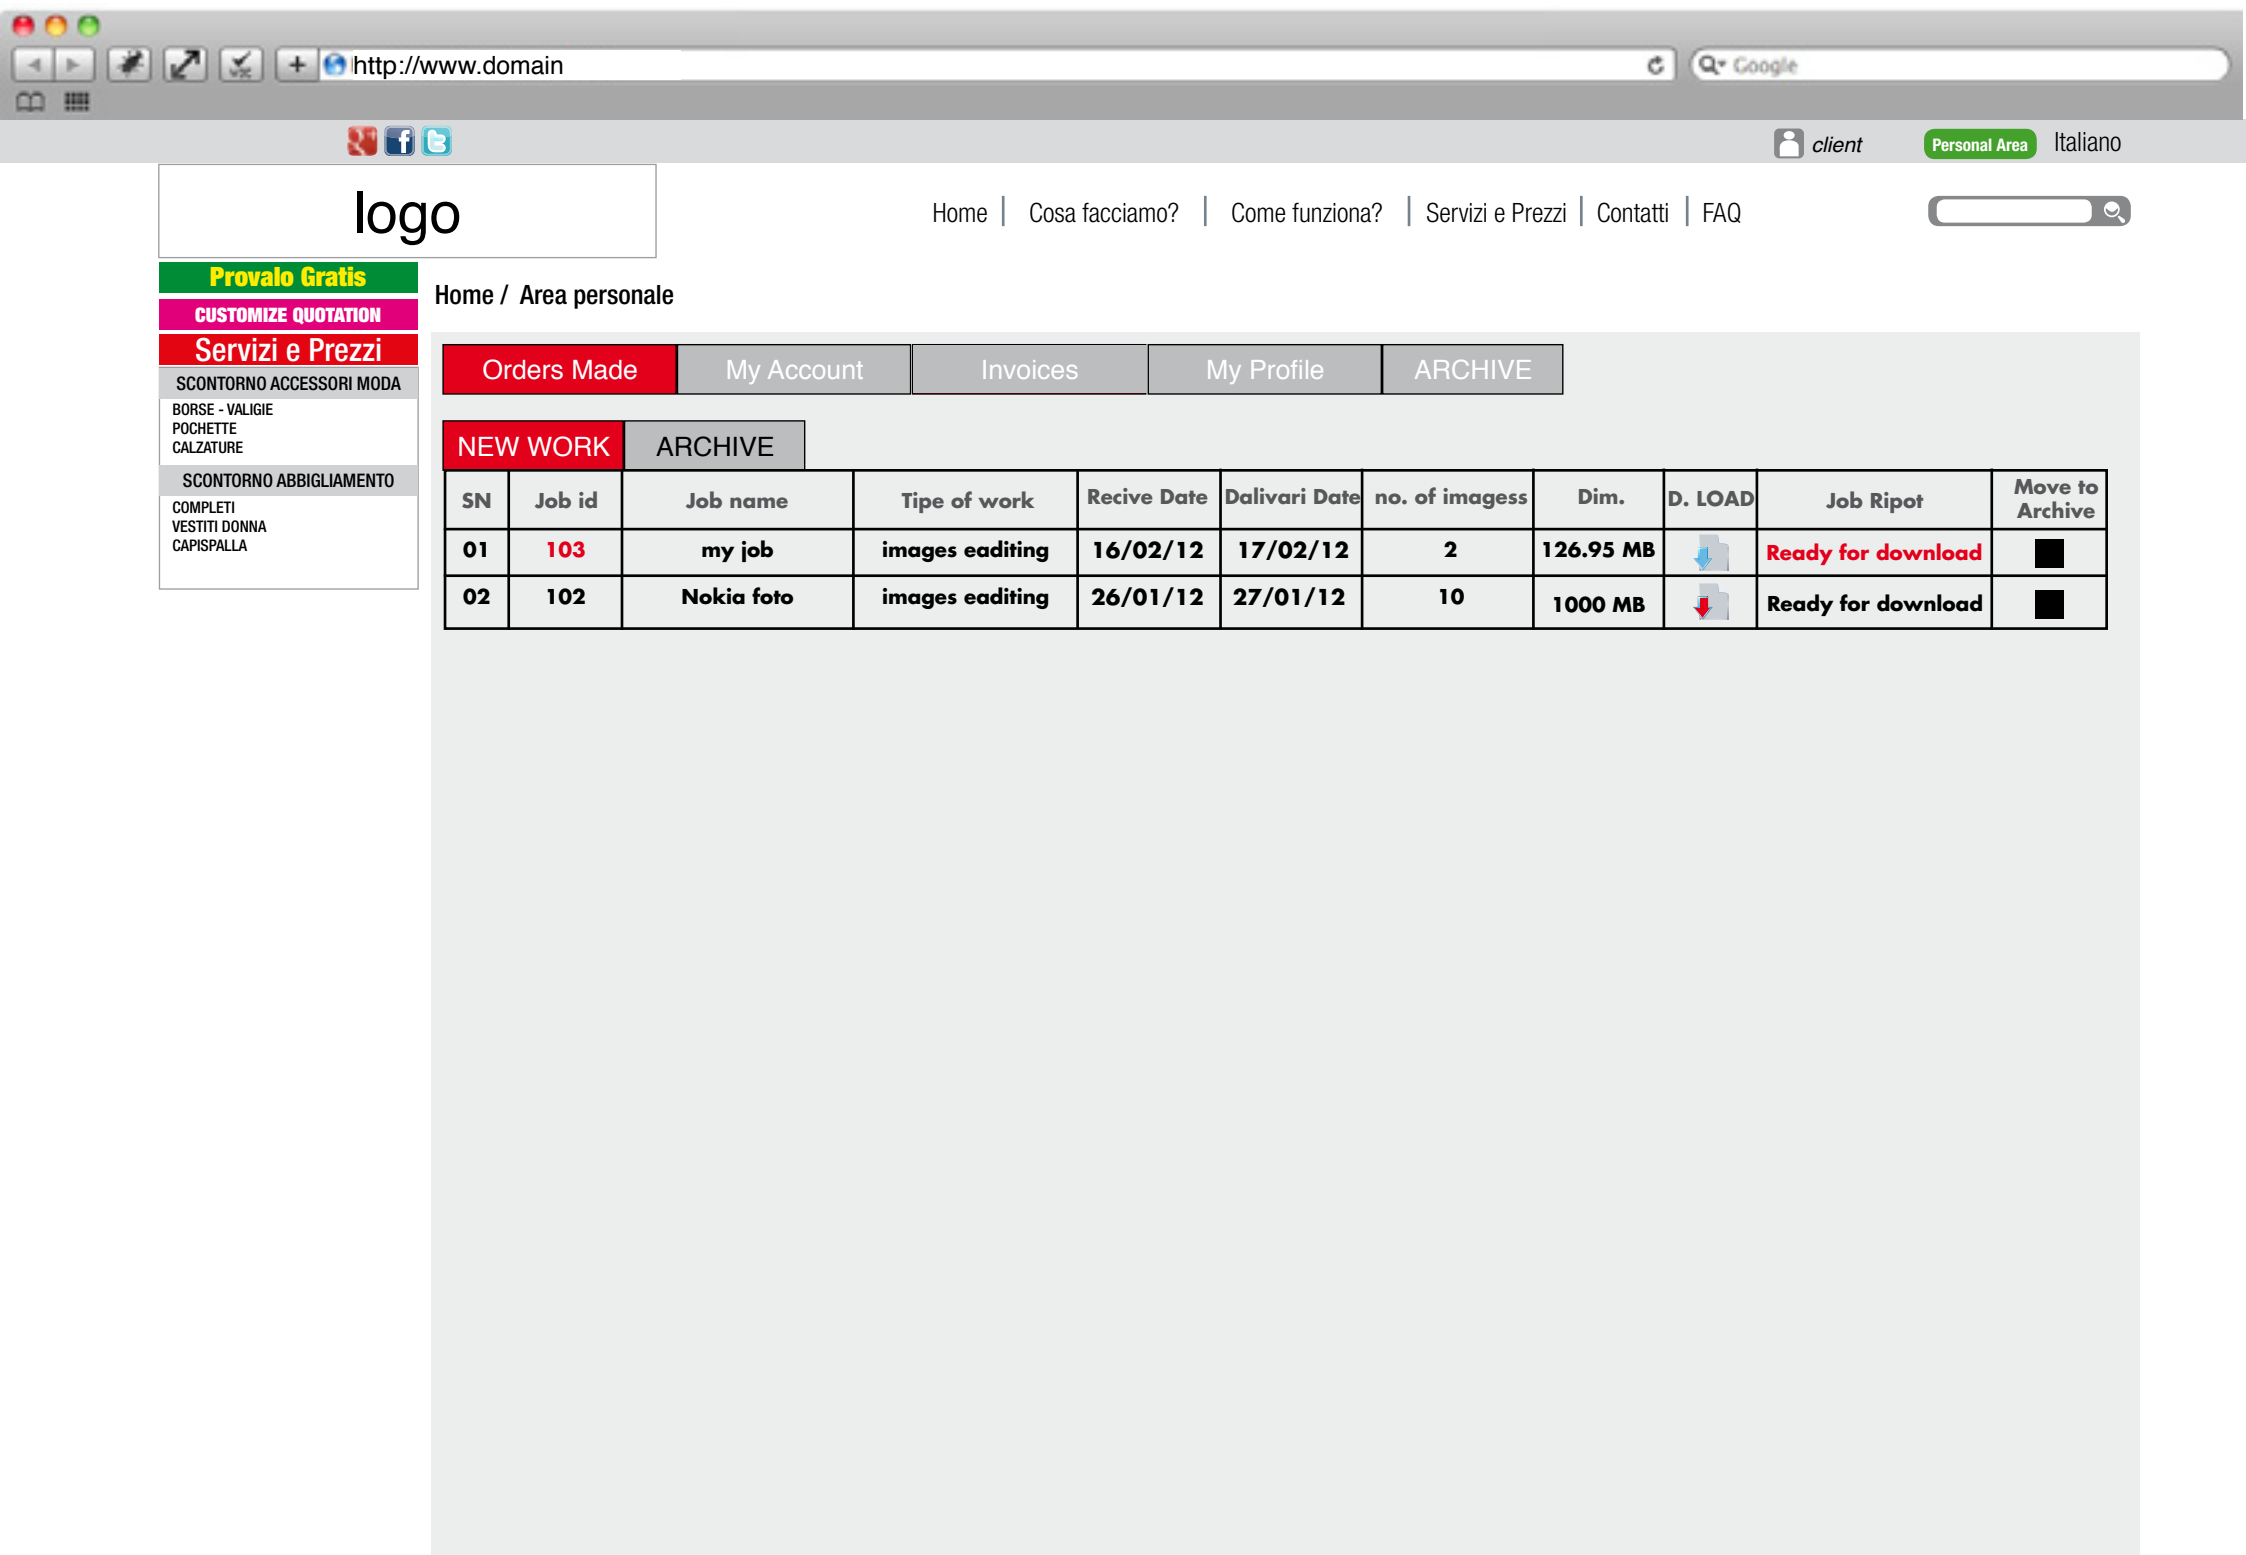 http://www.domain
Google
client
Personal Area
Italiano
logo
Home | Cosa facciamo? | Come funziona? | Servizi e Prezzi | Contatti | FAQ
Provalo Gratis
CUSTOMIZE QUOTATION
Servizi e Prezzi
SCONTORNO ACCESSORI MODA
BORSE - VALIGIE
POCHETTE
CALZATURE
SCONTORNO ABBIGLIAMENTO
COMPLETI
VESTITI DONNA
CAPISPALLA
Home / Area personale
Orders Made My Account Invoices My Profile ARCHIVE
NEW WORK ARCHIVE
SN Job id Job name Tipe of work Recive Date Dalivari Date no. of imagess Dim. D. LOAD Job Ripot Move to Archive
01 103 my job images eaditing 16/02/12 17/02/12 2 126.95 MB Ready for download
02 102 Nokia foto images eaditing 26/01/12 27/01/12 10 1000 MB Ready for download